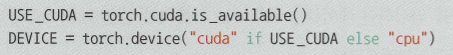 USE_CUDA = torch.cuda.is_available()
DEVICE = torch.device("cuda" if USE_CUDA else "cpu")